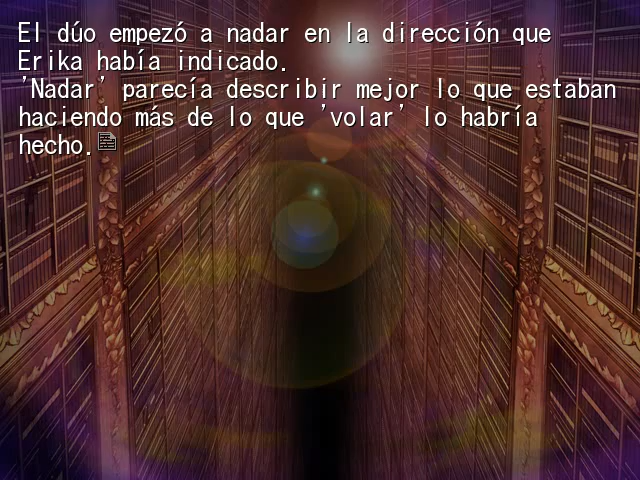 El dúo empezó a nadar en la dirección que
Erika había indicado.
'Nadar' parecía describir mejor lo que estaban
haciendo más de lo que 'volar' lo habría
hecho.